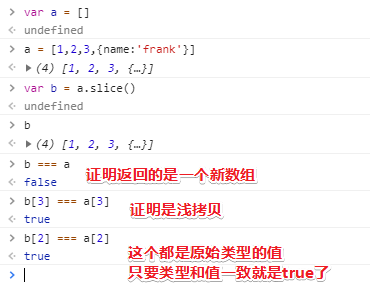 var a = []
undefined
a = [1,2,3,{name:'frank'}]
(4) [1, 2, 3, {…}]
var b = a.slice()
undefined
b
(4) [1, 2, 3, {…}]
b === a
证明返回的是一个新数组
false
b[3] === a[3]
证明是浅拷贝
true
b[2] === a[2]
true
这个都是原始类型的值
只要类型和值一致就是true了